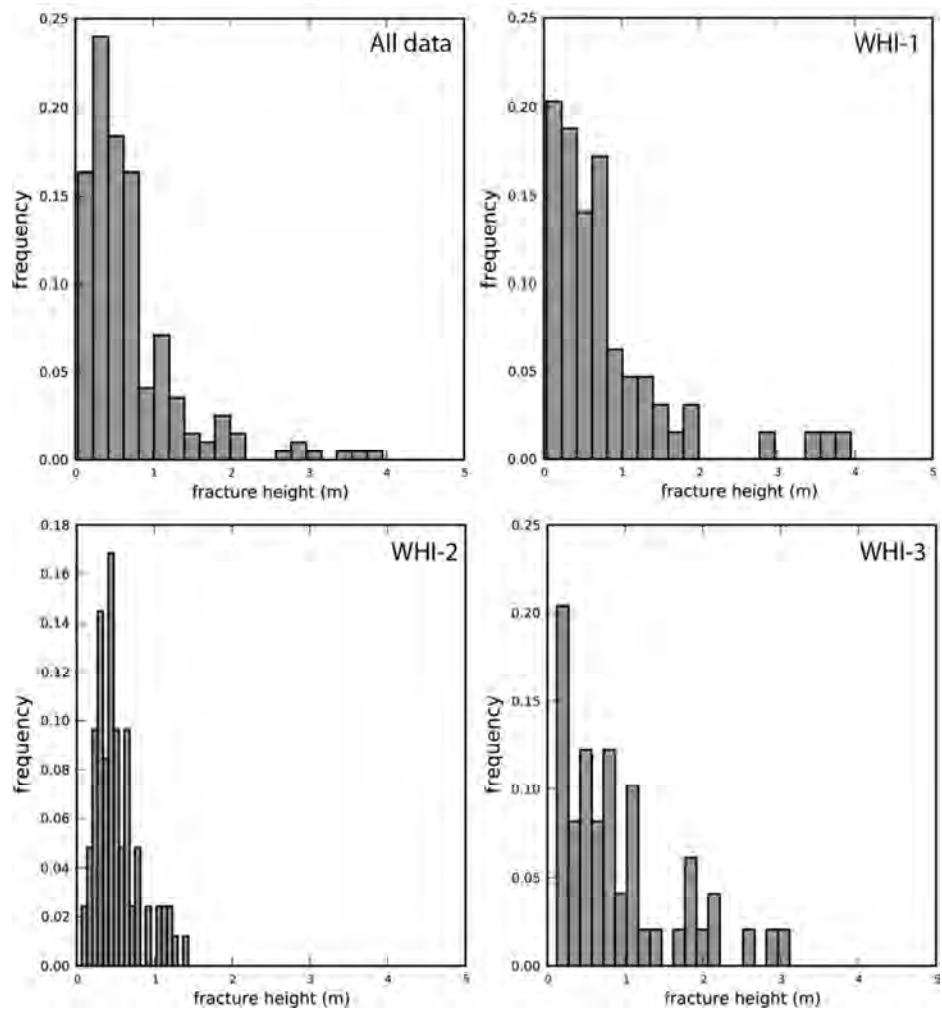 All data
0.25
0.20
0.15
0.10
0.05
0.00
frequency
0 1 2 3 4 5
fracture height (m)
WHI-1
0.25
0.20
0.15
0.10
0.05
0.00
frequency
0 1 2 3 4 5
fracture height (m)
WHI-2
0.18
0.16
0.14
0.12
0.10
0.08
0.06
0.04
0.02
0.00
frequency
0 1 2 3 4 5
fracture height (m)
WHI-3
0.25
0.20
0.15
0.10
0.05
0.00
frequency
0 1 2 3 4 5
fracture height (m)